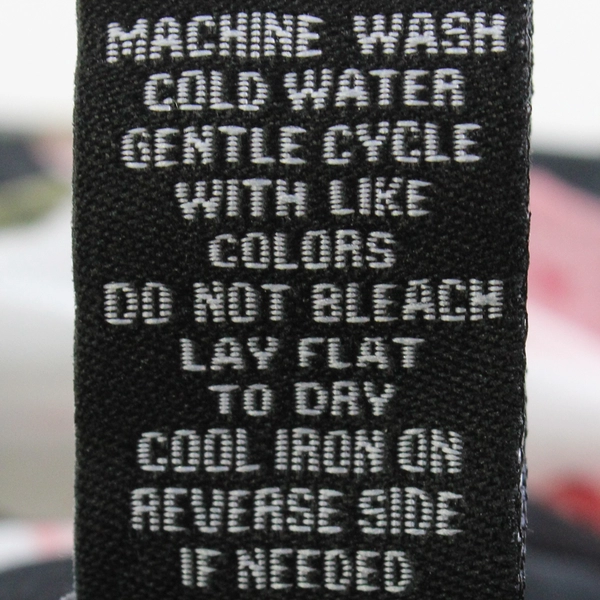 MACHINE WASH
COLD WATER
GENTLE CYCLE
WITH LIKE
COLORS
DO NOT BLEACH
LAY FLAT
TO DRY
COOL IRON ON
REVERSE SIDE
IF NEEDED